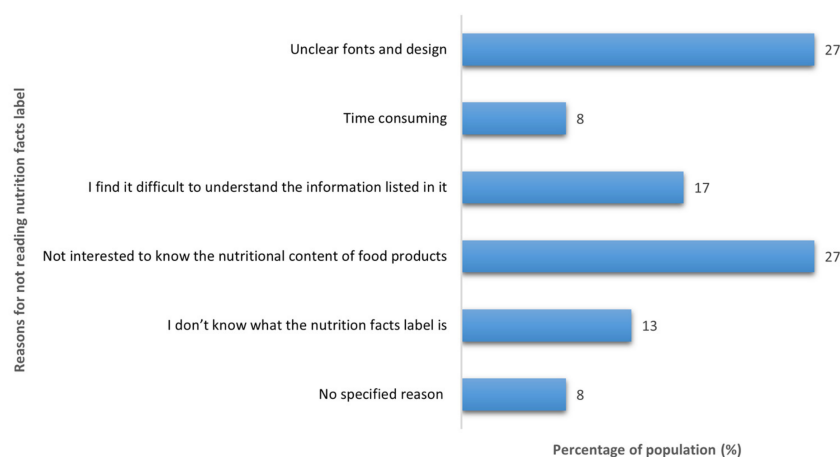 Reasons for not reading nutrition facts label
Unclear fonts and design 27
Time consuming 8
I find it difficult to understand the information listed in it 17
Not interested to know the nutritional content of food products 27
I don’t know what the nutrition facts label is 13
No specified reason 8
Percentage of population (%)